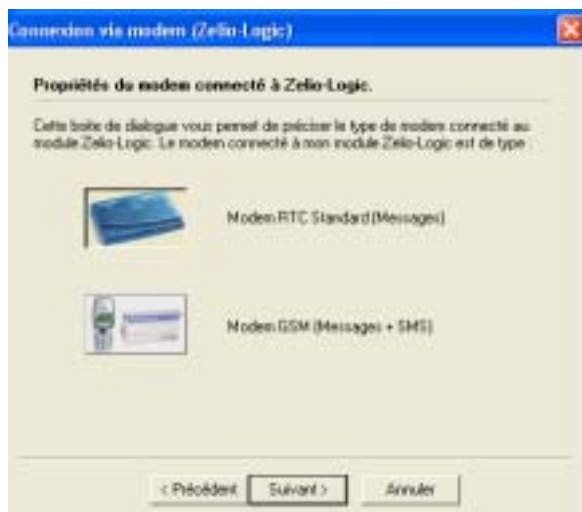 Connexion via modem (Zelio-Logic)
Propriétés du modem connecté à Zelio-Logic.
Cette boîte de dialogue vous permet de préciser le type de modem connecté au
module Zelio-Logic. Le modem connecté à mon module Zelio-Logic est de type
Modem RTC Standard (Messages)
Modem GSM (Messages + SMS)
< Précédent
Suivant >
Annuler